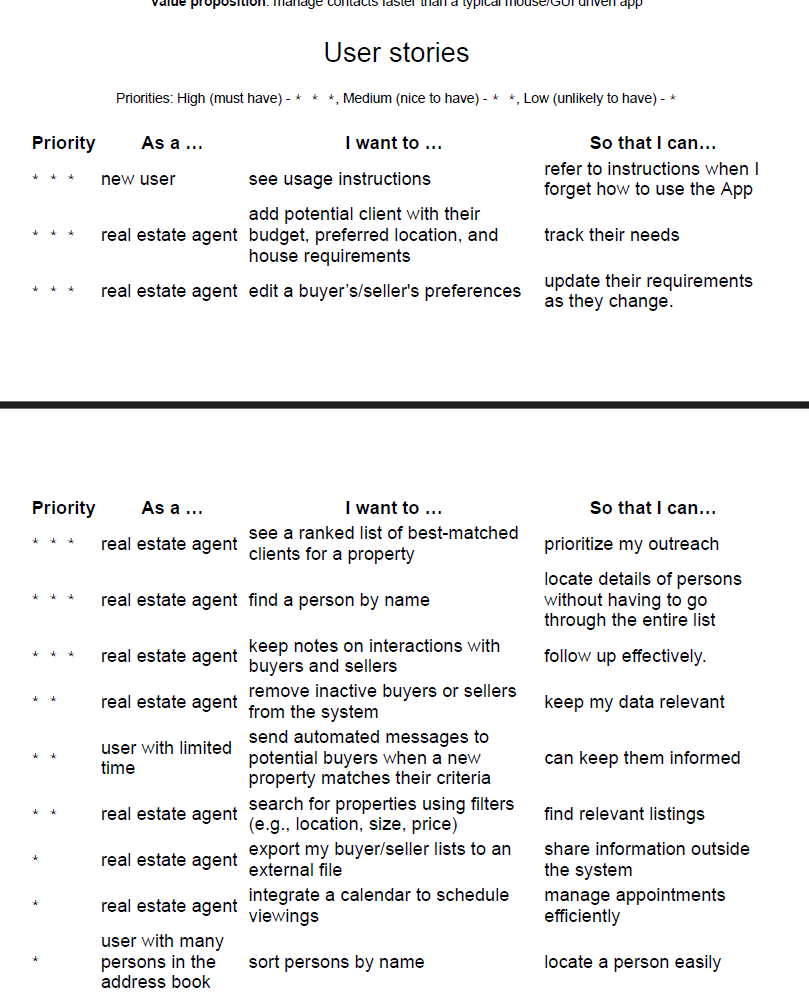 Value proposition: manage contacts faster than a typical mouse/GUI driven app
User stories
Priorities: High (must have) - * * *, Medium (nice to have) - * *, Low (unlikely to have) - *
Priority As a … I want to … So that I can…
* * * new user see usage instructions refer to instructions when I
forget how to use the App
* * * real estate agent add potential client with their
budget, preferred location, and
house requirements
track their needs
* * * real estate agent edit a buyer’s/seller's preferences update their requirements
as they change.
Priority As a … I want to … So that I can…
* * * real estate agent see a ranked list of best-matched
clients for a property
prioritize my outreach
* * * real estate agent find a person by name locate details of persons
without having to go
through the entire list
* * * real estate agent keep notes on interactions with
buyers and sellers
follow up effectively.
* * real estate agent remove inactive buyers or sellers
from the system
keep my data relevant
* * user with limited
time
send automated messages to
potential buyers when a new
property matches their criteria
can keep them informed
* * real estate agent search for properties using filters
(e.g., location, size, price)
find relevant listings
* real estate agent export my buyer/seller lists to an
external file
share information outside
the system
* real estate agent integrate a calendar to schedule
viewings
manage appointments
efficiently
* user with many
persons in the
address book
sort persons by name
locate a person easily